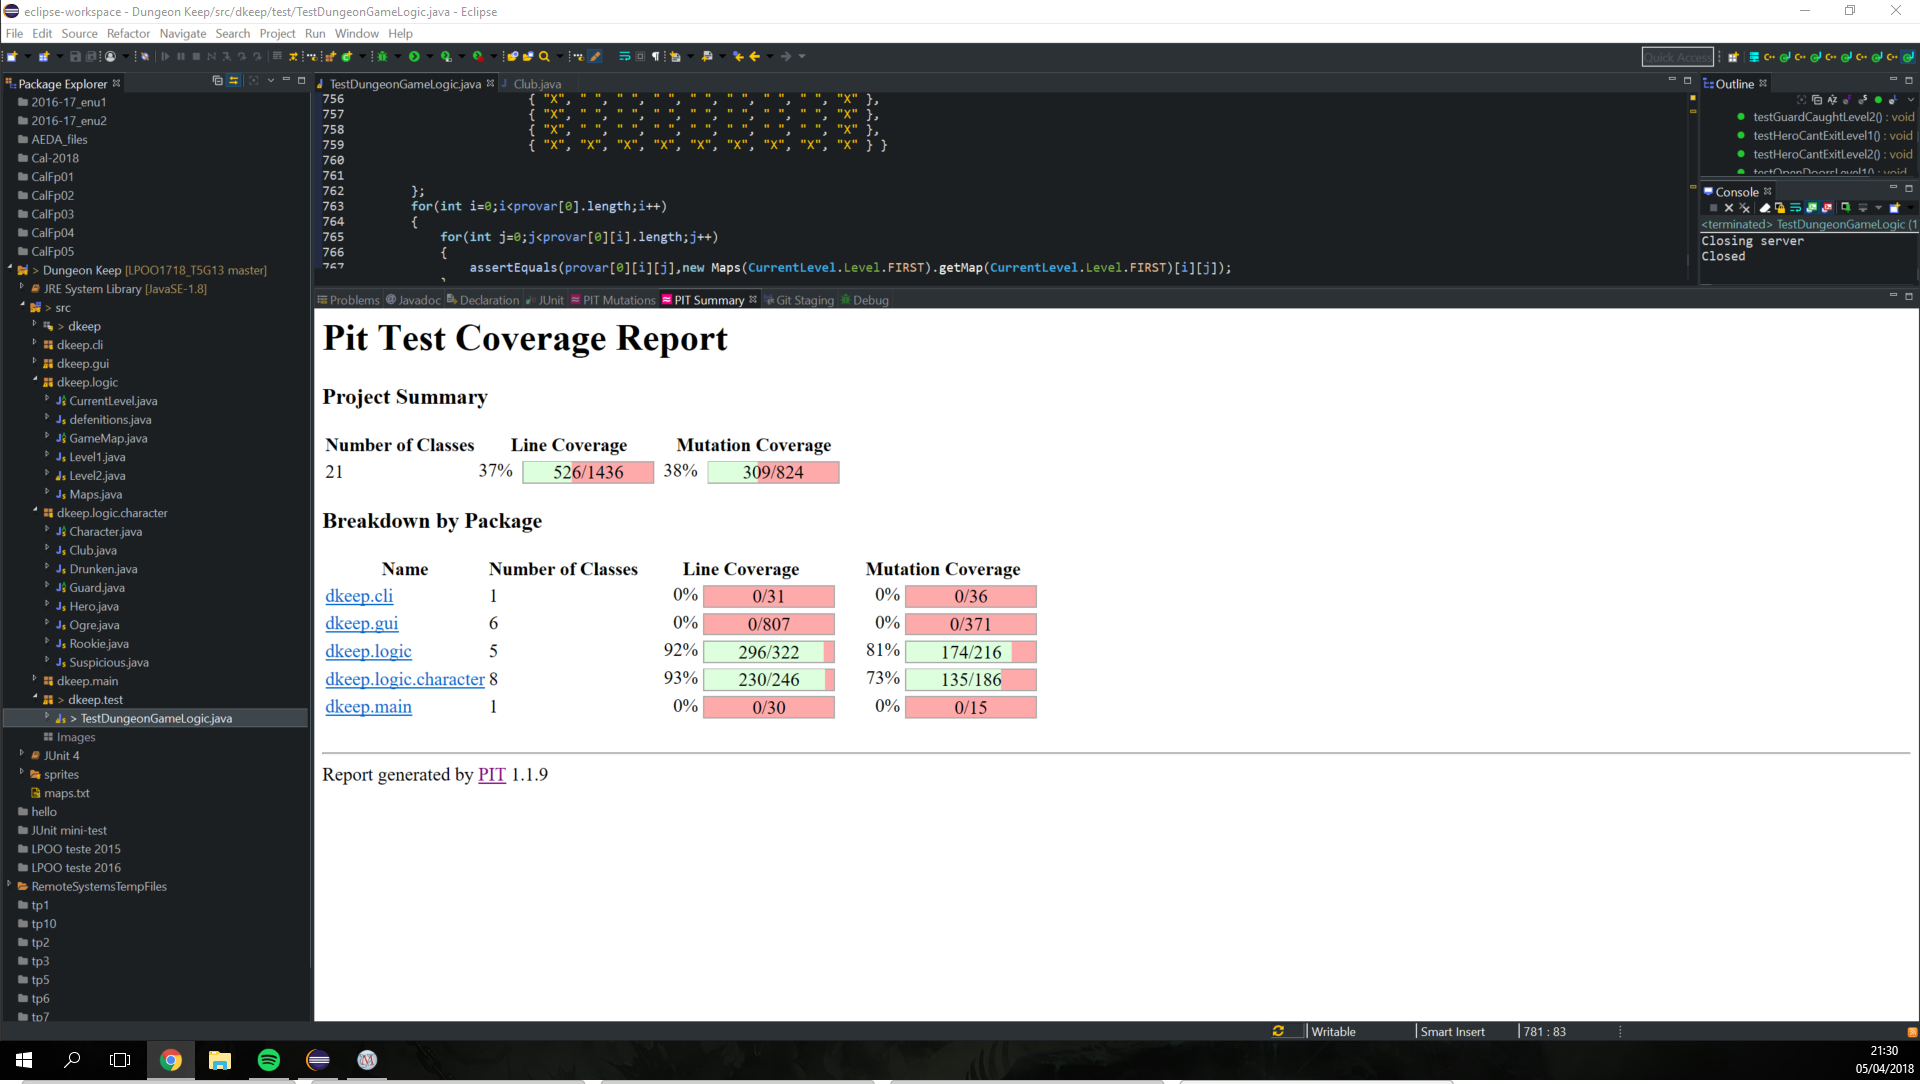 eclipse-workspace - Dungeon Keep/src/dkeep/test/TestDungeonGameLogic.java - Eclipse
File Edit Source Refactor Navigate Search Project Run Window Help
Quick Access
Package Explorer
2016-17_enu1
2016-17_enu2
AEDA_files
Cal-2018
CalFp01
CalFp02
CalFp03
CalFp04
CalFp05
> Dungeon Keep [LPOO1718_T5G13 master]
JRE System Library [JavaSE-1.8]
> src
> dkeep
dkeep.cli
dkeep.gui
dkeep.logic
CurrentLevel.java
defenitions.java
GameMap.java
Level1.java
Level2.java
Maps.java
dkeep.logic.character
Character.java
Club.java
Drunken.java
Guard.java
Hero.java
Ogre.java
Rookie.java
Suspicious.java
dkeep.main
> dkeep.test
> TestDungeonGameLogic.java
Images
JUnit 4
sprites
maps.txt
hello
JUnit mini-test
LPOO teste 2015
LPOO teste 2016
RemoteSystemsTempFiles
tp1
tp10
tp2
tp3
tp5
tp6
tp7
TestDungeonGameLogic.java Club.java
756 { "X", " ", " ", " ", " ", " ", " ", " ", "X" },
757 { "X", " ", " ", " ", " ", " ", " ", " ", "X" },
758 { "X", " ", " ", " ", " ", " ", " ", " ", "X" },
759 { "X", "X", "X", "X", "X", "X", "X", "X", "X" } }
760
761
762 };
763 for(int i=0;i<provar[0].length;i++)
764 {
765 for(int j=0;j<provar[0][i].length;j++)
766 {
767 assertEquals(provar[0][i][j],new Maps(CurrentLevel.Level.FIRST).getMap(CurrentLevel.Level.FIRST)[i][j]);
Outline
testGuardCaughtLevel2() : void
testHeroCantExitLevel1() : void
testHeroCantExitLevel2() : void
testOpenDoorsLevel1() : void
Console
<terminated> TestDungeonGameLogic (1
Closing server
Closed
Problems @ Javadoc Declaration JUnit PIT Mutations PIT Summary Git Staging Debug
Pit Test Coverage Report
Project Summary
Number of Classes Line Coverage Mutation Coverage
21 37% 526/1436 38% 309/824
Breakdown by Package
Name Number of Classes Line Coverage Mutation Coverage
dkeep.cli 1 0% 0/31 0% 0/36
dkeep.gui 6 0% 0/807 0% 0/371
dkeep.logic 5 92% 296/322 81% 174/216
dkeep.logic.character 8 93% 230/246 73% 135/186
dkeep.main 1 0% 0/30 0% 0/15
Report generated by PIT 1.1.9
Writable Smart Insert 781 : 83
21:30
05/04/2018